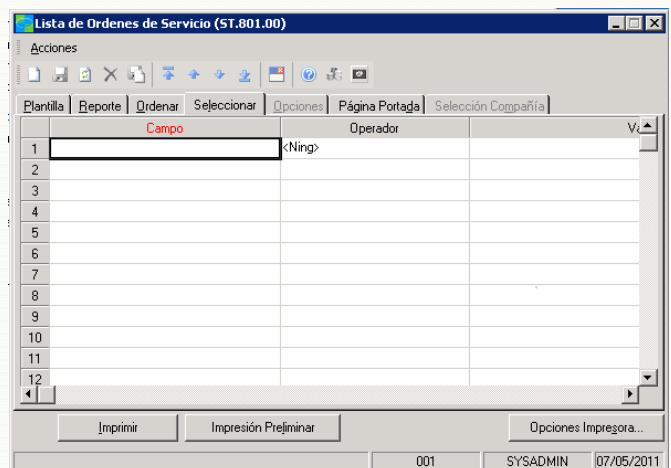 Lista de Ordenes de Servicio (ST.801.00)
Acciones
Plantilla Reporte Ordenar Seleccionar Opciones Página Portada Selección Compañía
Campo Operador
1 <Ning>
2
3
4
5
6
7
8
9
10
11
12
Imprimir Impresión Preliminar Opciones Impresora...
001 SYSADMIN 07/05/2011